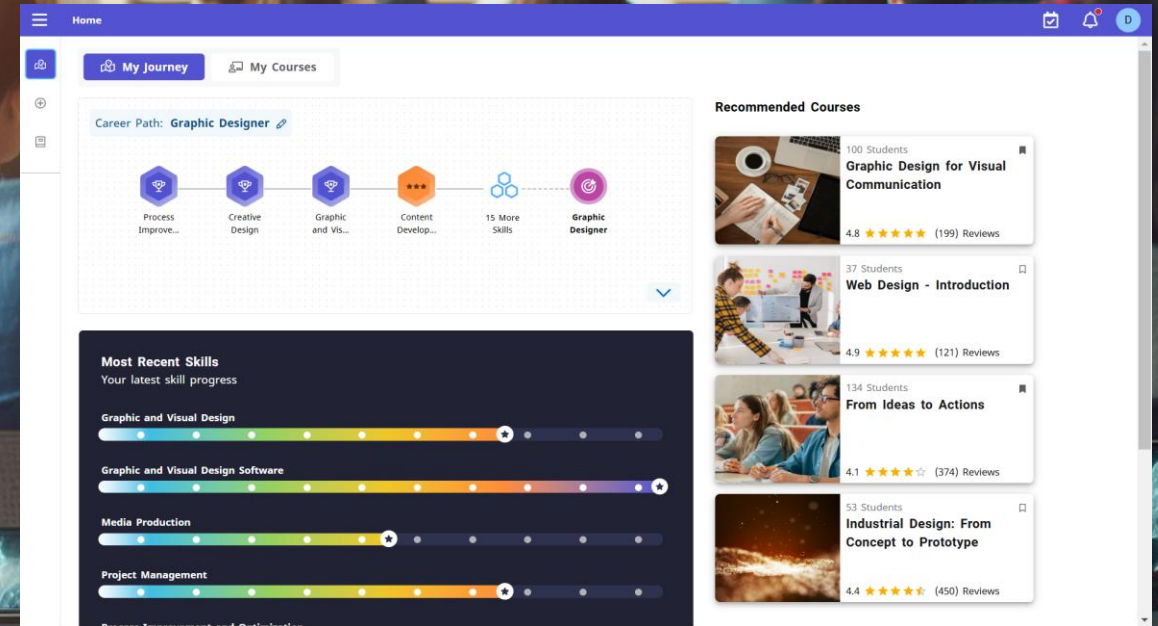 Home
D
My Journey
My Courses
Career Path: Graphic Designer
Process
Improve...
Creative
Design
Graphic
and Vis...
Content
Develop...
15 More
Skills
Graphic
Designer
Most Recent Skills
Your latest skill progress
Graphic and Visual Design
Graphic and Visual Design Software
Media Production
Project Management
Process Improvement and Optimization
Recommended Courses
100 Students
Graphic Design for Visual
Communication
4.8 (199) Reviews
37 Students
Web Design - Introduction
4.9 (121) Reviews
134 Students
From Ideas to Actions
4.1 (374) Reviews
53 Students
Industrial Design: From
Concept to Prototype
4.4 (450) Reviews